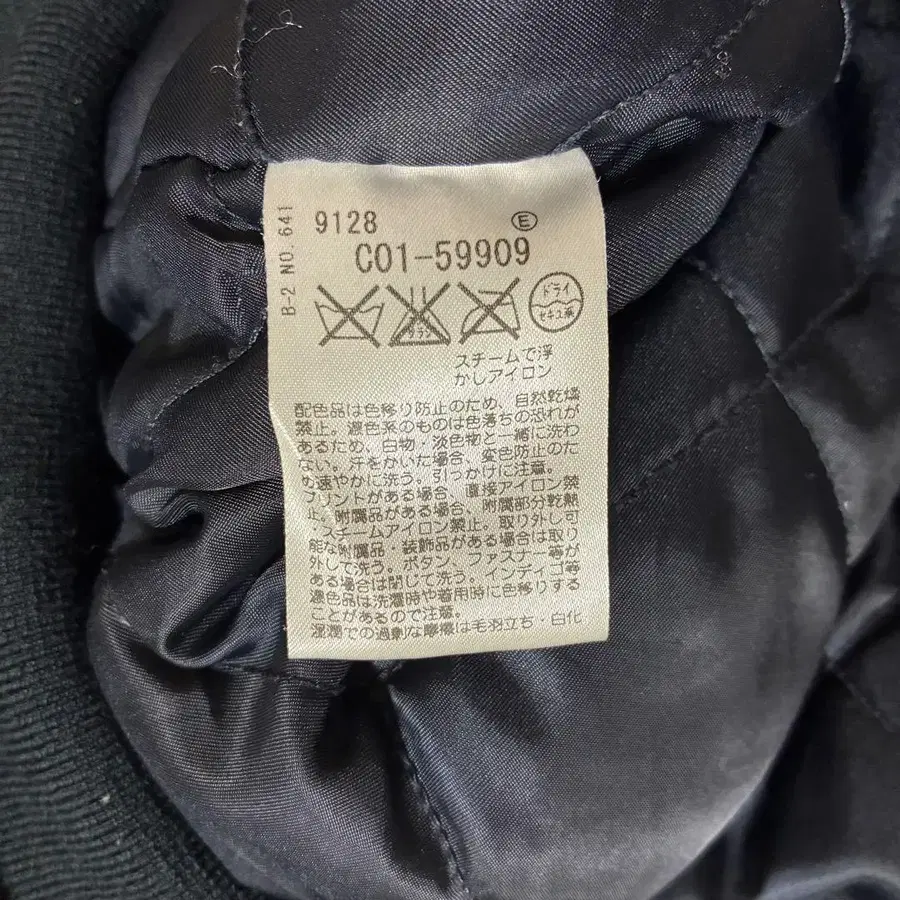 B-2 NO.641
9128
Ⓔ
C01-59909
ドライ
セキユ系
スチームで浮
かしアイロン
配色品は色移り防止のため、自然乾燥
禁止。濃色系のものは色落ちの恐れが
あるため、白物・淡色物と一緒に洗わ
ない。汗をかいた場合、変色防止のた
め速やかに洗う。引っかけに注意。
プリントがある場合、直接アイロン禁
止。附属品がある場合、附属部分乾熱
・スチームアイロン禁止。取り外し可
能な附属品・装飾品がある場合は取り
外して洗う。ボタン、ファスナー等が
ある場合は閉じて洗う。インディゴ等
濃色品は洗濯時や着用時に色移りする
ことがあるので注意。
湿潤での過剰な摩擦は毛羽立ち・白化